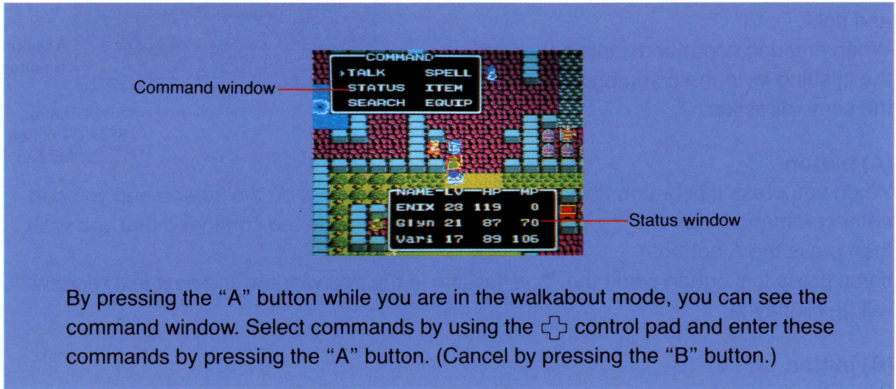 COMMAND
TALK SPELL
Command window
STATUS ITEM
SEARCH EQUIP
NAME LV HP MP
ENIX 23 119 0
Glyn 21 87 70
Status window
Vari 17 89 106
By pressing the “A” button while you are in the walkabout mode, you can see the
command window. Select commands by using the control pad and enter these
commands by pressing the “A” button. (Cancel by pressing the “B” button.)